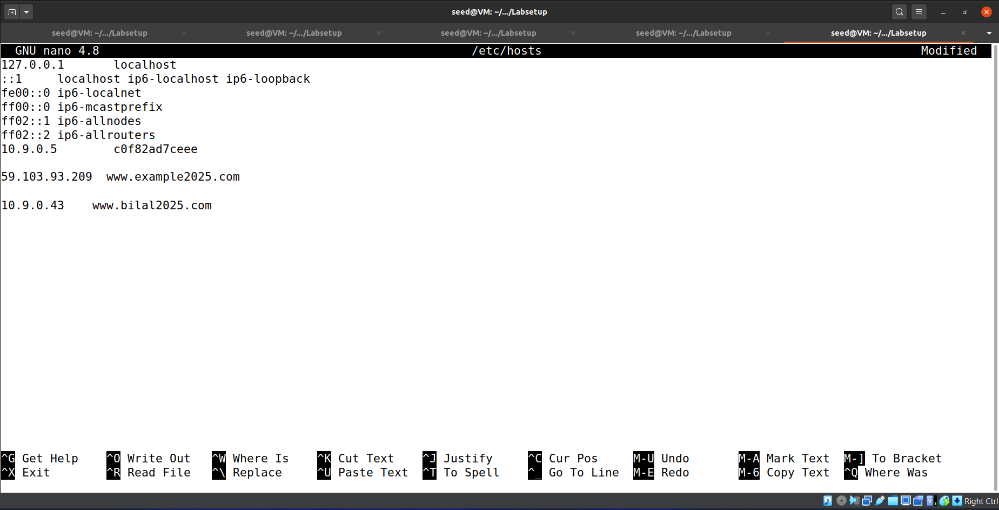 seed@VM: ~/.../Labsetup
seed@VM: ~/.../Labsetup seed@VM: ~/.../Labsetup seed@VM: ~/.../Labsetup seed@VM: ~/.../Labsetup seed@VM: ~/.../Labsetup
GNU nano 4.8 /etc/hosts Modified
127.0.0.1 localhost
::1 localhost ip6-localhost ip6-loopback
fe00::0 ip6-localnet
ff00::0 ip6-mcastprefix
ff02::1 ip6-allnodes
ff02::2 ip6-allrouters
10.9.0.5 c0f82ad7ceee
59.103.93.209 www.example2025.com
10.9.0.43 www.bilal2025.com
^G Get Help ^O Write Out ^W Where Is ^K Cut Text ^J Justify ^C Cur Pos M-U Undo M-A Mark Text M-] To Bracket
^X Exit ^R Read File ^\ Replace ^U Paste Text ^T To Spell ^_ Go To Line M-E Redo M-6 Copy Text ^Q Where Was
Right Ctrl